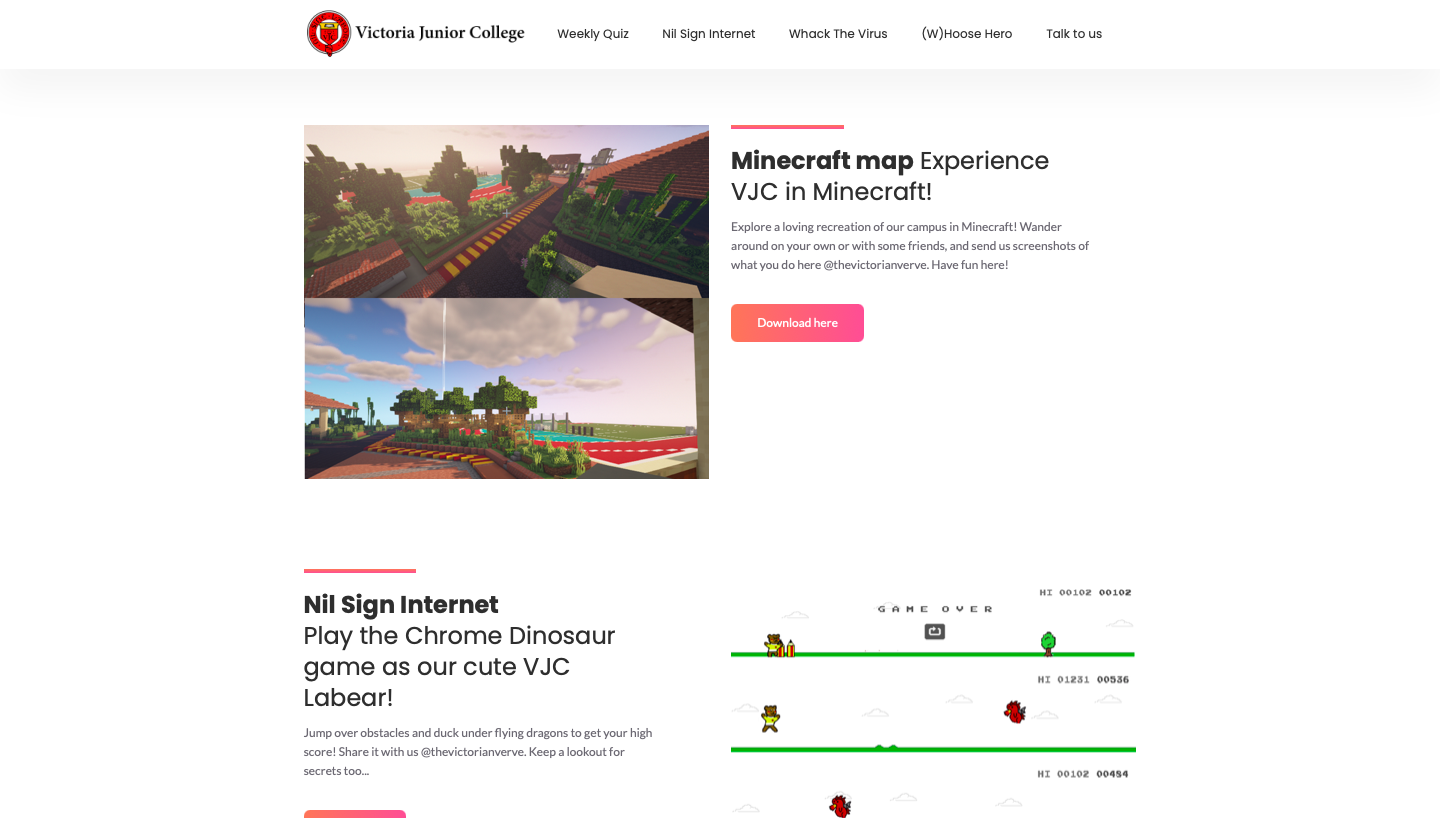 Victoria Junior College
Weekly Quiz
Nil Sign Internet
Whack The Virus
(W)Hoose Hero
Talk to us
Minecraft map Experience
VJC in Minecraft!
Explore a loving recreation of our campus in Minecraft! Wander
around on your own or with some friends, and send us screenshots of
what you do here @thevictorianverve. Have fun here!
Download here
Nil Sign Internet
Play the Chrome Dinosaur
game as our cute VJC
Labear!
Jump over obstacles and duck under flying dragons to get your high
score! Share it with us @thevictorianverve. Keep a lookout for
secrets too...
HI 00102 00102
GAME OVER
HI 01231 00536
HI 00102 00484